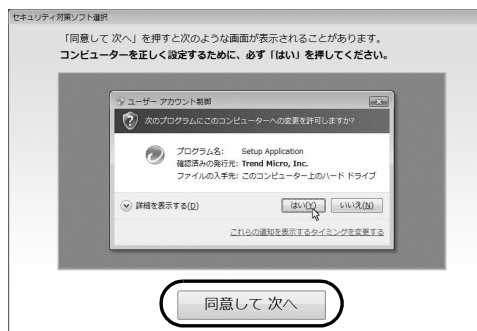 セキュリティ対策ソフト選択
「同意して 次へ」を押すと次のような画面が表示されることがあります。
コンピューターを正しく設定するために、必ず「はい」を押してください。
ユーザー アカウント制御
次のプログラムにこのコンピューターへの変更を許可しますか?
プログラム名: Setup Application
確認済みの発行元: Trend Micro, Inc.
ファイルの入手先: このコンピューター上のハード ドライブ
詳細を表示する(D) はい(Y) いいえ(N)
これらの通知を表示するタイミングを変更する
同意して 次へ